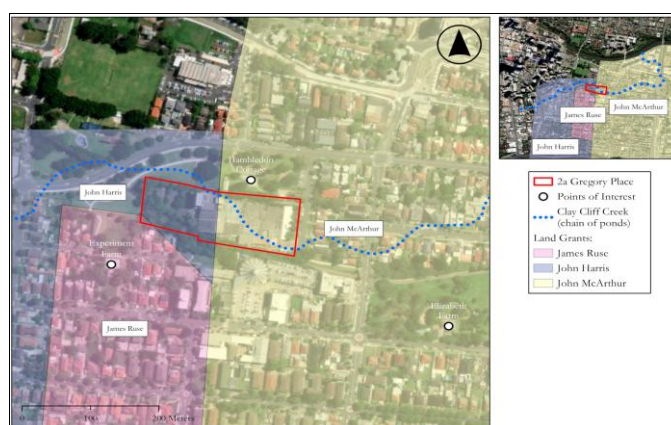 Hambledon
Cottage
John Harris
John McArthur
Experiment
Farm
Elizabeth
Farm
James Ruse
0 100 200 Meters
John McArthur
James Ruse
John Harris
2a Gregory Place
Points of Interest
Clay Cliff Creek
(chain of ponds)
Land Grants:
James Ruse
John Harris
John McArthur